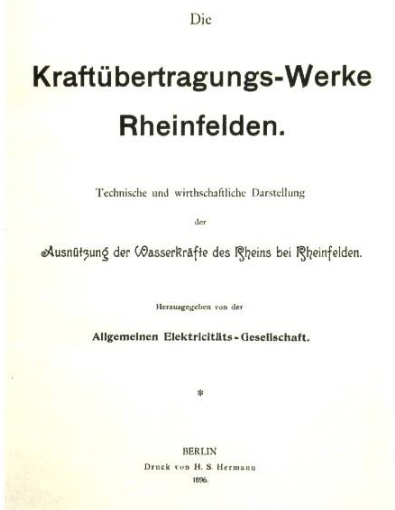 Die
Kraftübertragungs-Werke
Rheinfelden.
Technische und wirthschaftliche Darstellung
der
Ausnützung der Wasserkräfte des Rheins bei Rheinfelden.
Herausgegeben von der
Allgemeinen Elektricitäts-Gesellschaft.
*
BERLIN
Druck von H. S. Hermann
1896.